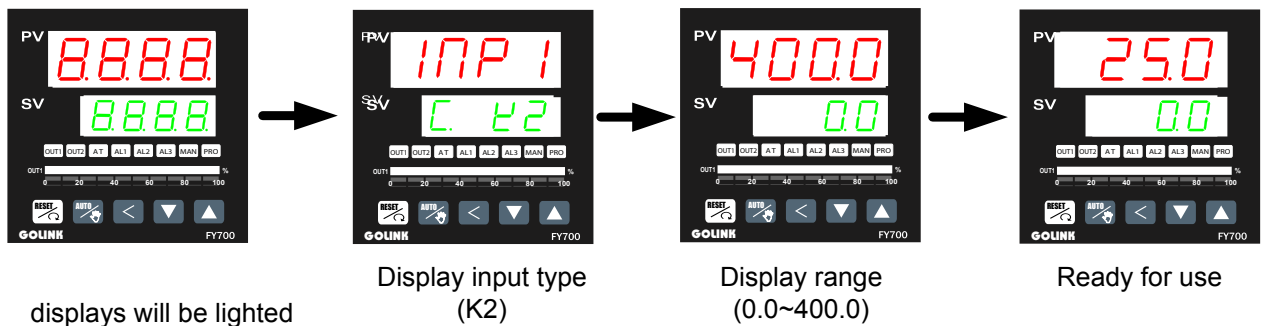 PV 8.8.8.8.
SV 8.8.8.8.
OUT1 OUT2 AT AL1 AL2 AL3 MAN PRO
OUT1 %
0 20 40 60 80 100
RESET AUTO <
GOLINK FY700
displays will be lighted
PV INP1
SV C. K2
OUT1 OUT2 AT AL1 AL2 AL3 MAN PRO
OUT1 %
0 20 40 60 80 100
RESET AUTO <
GOLINK FY700
Display input type
(K2)
PV 400.0
SV 0.0
OUT1 OUT2 AT AL1 AL2 AL3 MAN PRO
OUT1 %
0 20 40 60 80 100
RESET AUTO <
GOLINK FY700
Display range
(0.0~400.0)
PV 25.0
SV 0.0
OUT1 OUT2 AT AL1 AL2 AL3 MAN PRO
OUT1 %
0 20 40 60 80 100
RESET AUTO <
GOLINK FY700
Ready for use